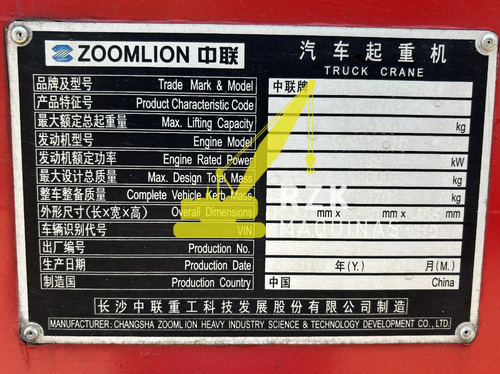 ZOOMLION 中联 汽车起重机
TRUCK CRANE
品牌及型号 Trade Mark & Model 中联牌
产品特征号 Product Characteristic Code
最大额定总起重量 Max. Lifting Capacity kg
发动机型号 Engine Model
发动机额定功率 Engine Rated Power kW
最大设计总质量 Max. Design Total Mass kg
整车整备质量 Complete Vehicle Kerb Mass kg
外形尺寸(长×宽×高) Overall Dimensions mm × mm × mm
车辆识别代号 VIN
出厂编号 Production No.
生产日期 Production Date 年(Y.) 月(M.)
制造国 Production Country 中国 China
长沙中联重工科技发展股份有限公司制造
MANUFACTURER: CHANGSHA ZOOMLION HEAVY INDUSTRY SCIENCE & TECHNOLOGY DEVELOPMENT CO., LTD.
RZK
MAQUINAS